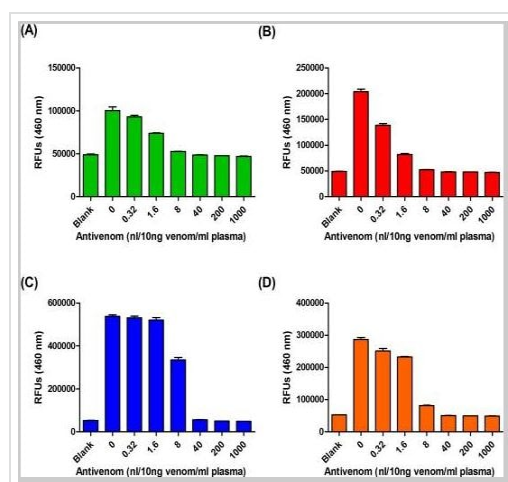 (A)
150000
100000
50000
0
RFUs (460 nm)
Blank 0 0.32 1.6 8 40 200 1000
Antivenom (nl/10ng venom/ml plasma)
(B)
250000
200000
150000
100000
50000
0
RFUs (460 nm)
Blank 0 0.32 1.6 8 40 200 1000
Antivenom (nl/10ng venom/ml plasma)
(C)
600000
400000
200000
0
RFUs (460 nm)
Blank 0 0.32 1.6 8 40 200 1000
Antivenom (nl/10ng venom/ml plasma)
(D)
400000
300000
200000
100000
0
RFUs (460 nm)
Blank 0 0.32 1.6 8 40 200 1000
Antivenom (nl/10ng venom/ml plasma)